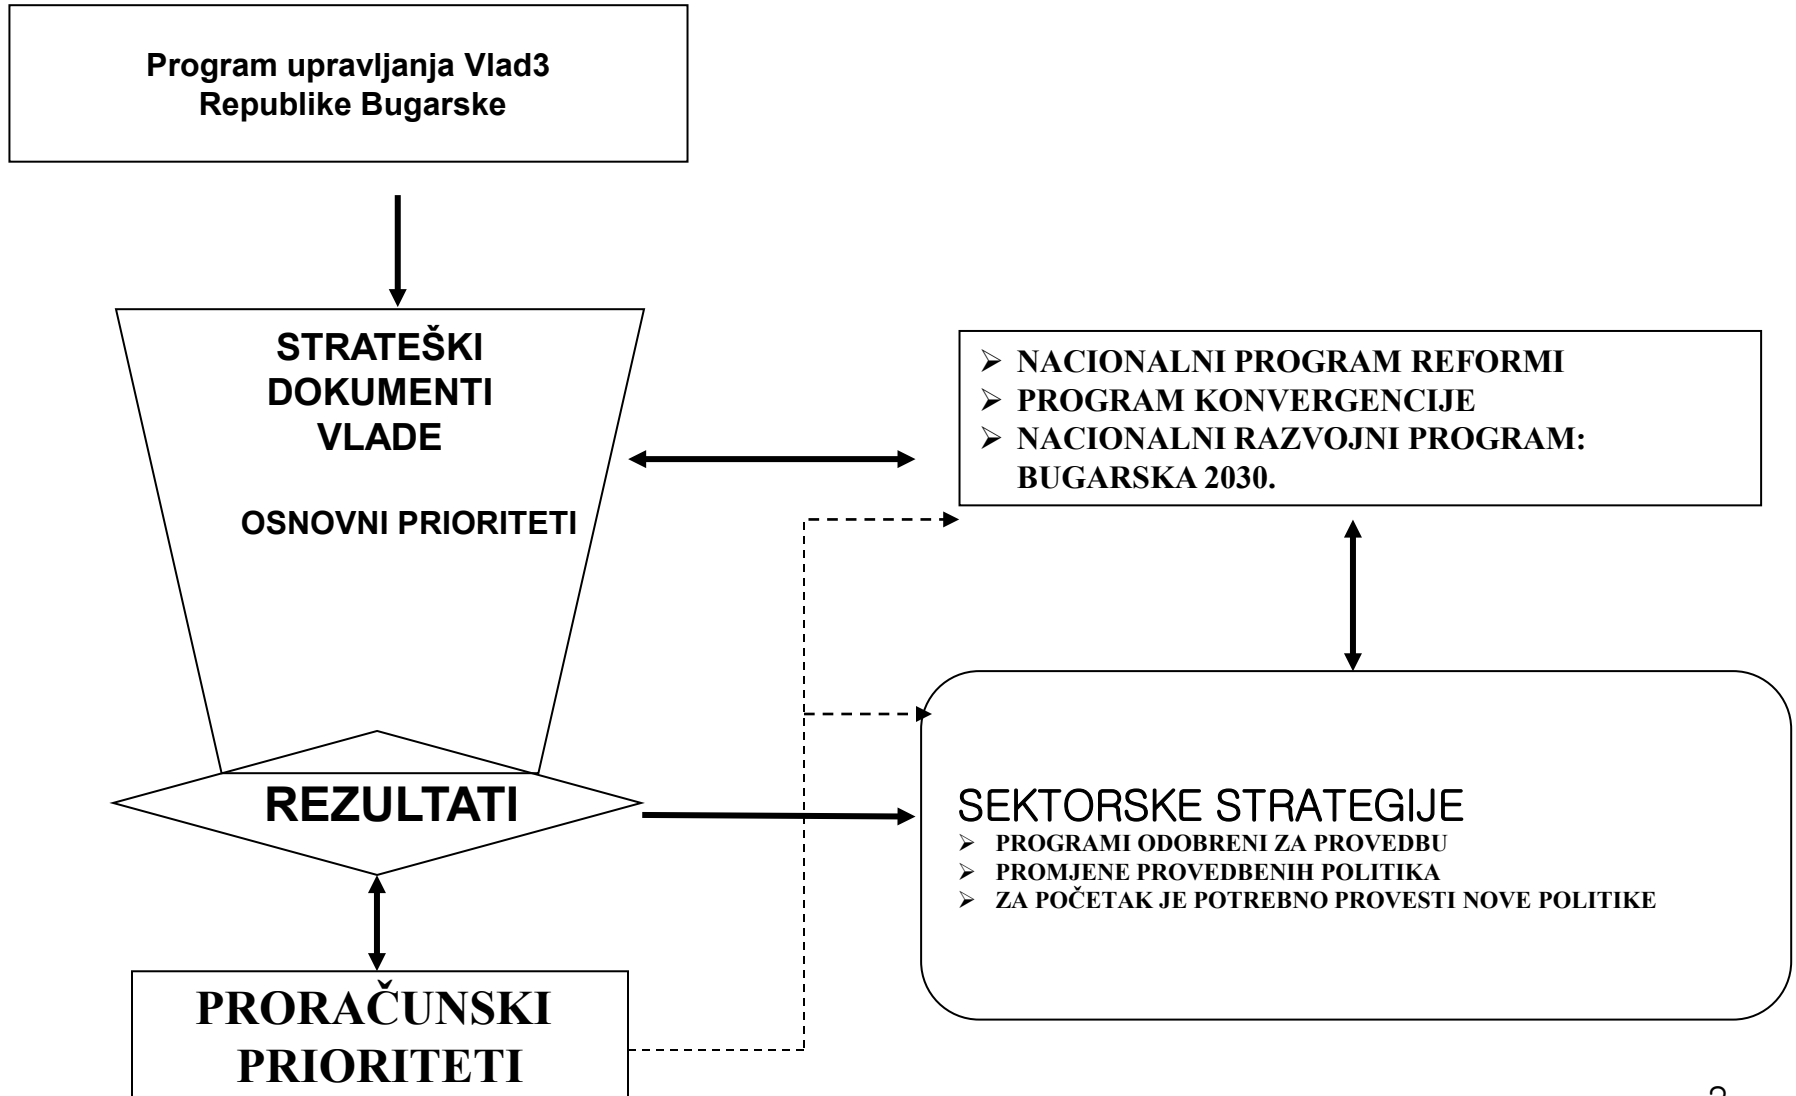 Program upravljanja Vlad3
Republike Bugarske
STRATEŠKI
DOKUMENTI
VLADE
OSNOVNI PRIORITETI
➢ NACIONALNI PROGRAM REFORMI
➢ PROGRAM KONVERGENCIJE
➢ NACIONALNI RAZVOJNI PROGRAM:
BUGARSKA 2030.
REZULTATI
SEKTORSKE STRATEGIJE
➢ PROGRAMI ODOBRENI ZA PROVEDBU
➢ PROMJENE PROVEDBENIH POLITIKA
➢ ZA POČETAK JE POTREBNO PROVESTI NOVE POLITIKE
PRORAČUNSKI
PRIORITETI